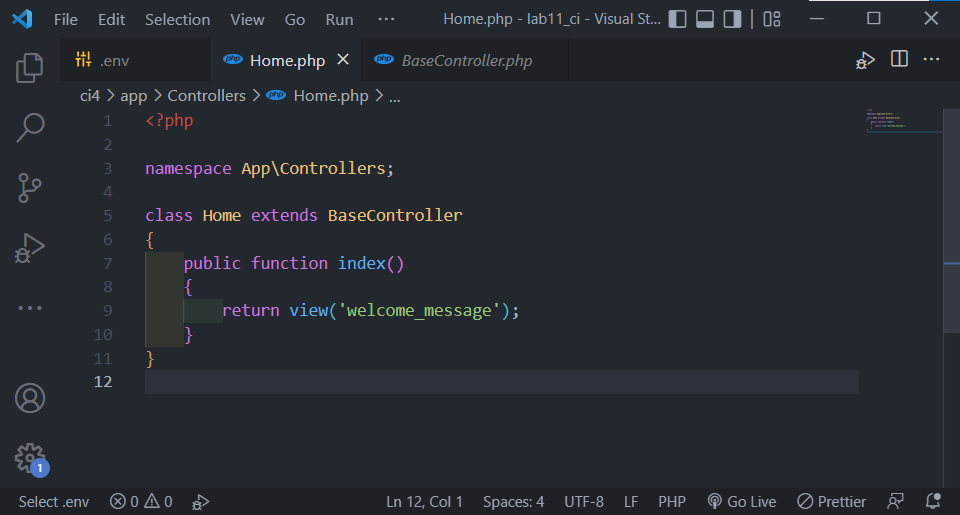 File Edit Selection View Go Run ··· Home.php - lab11_ci - Visual St...
.env php Home.php php BaseController.php
ci4 > app > Controllers > php Home.php > ...
1 <?php
2
3 namespace App\Controllers;
4
5 class Home extends BaseController
6 {
7 public function index()
8 {
9 return view('welcome_message');
10 }
11 }
12
1
Select .env 0 0 Ln 12, Col 1 Spaces: 4 UTF-8 LF PHP Go Live Prettier